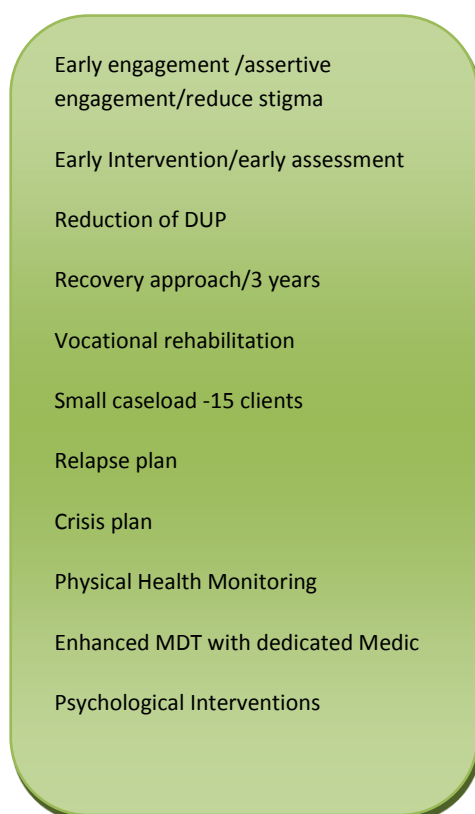 Early engagement /assertive
engagement/reduce stigma
Early Intervention/early assessment
Reduction of DUP
Recovery approach/3 years
Vocational rehabilitation
Small caseload -15 clients
Relapse plan
Crisis plan
Physical Health Monitoring
Enhanced MDT with dedicated Medic
Psychological Interventions